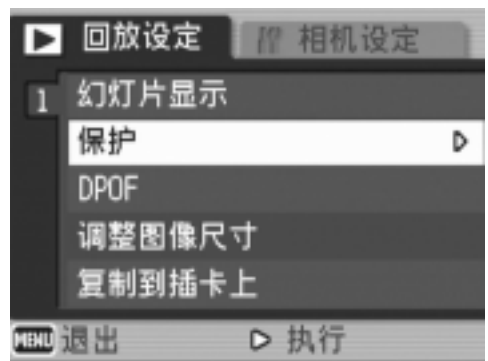 回放设定 相机设定
1 幻灯片显示
保护
DPOF
调整图像尺寸
复制到插卡上
MENU 退出 执行